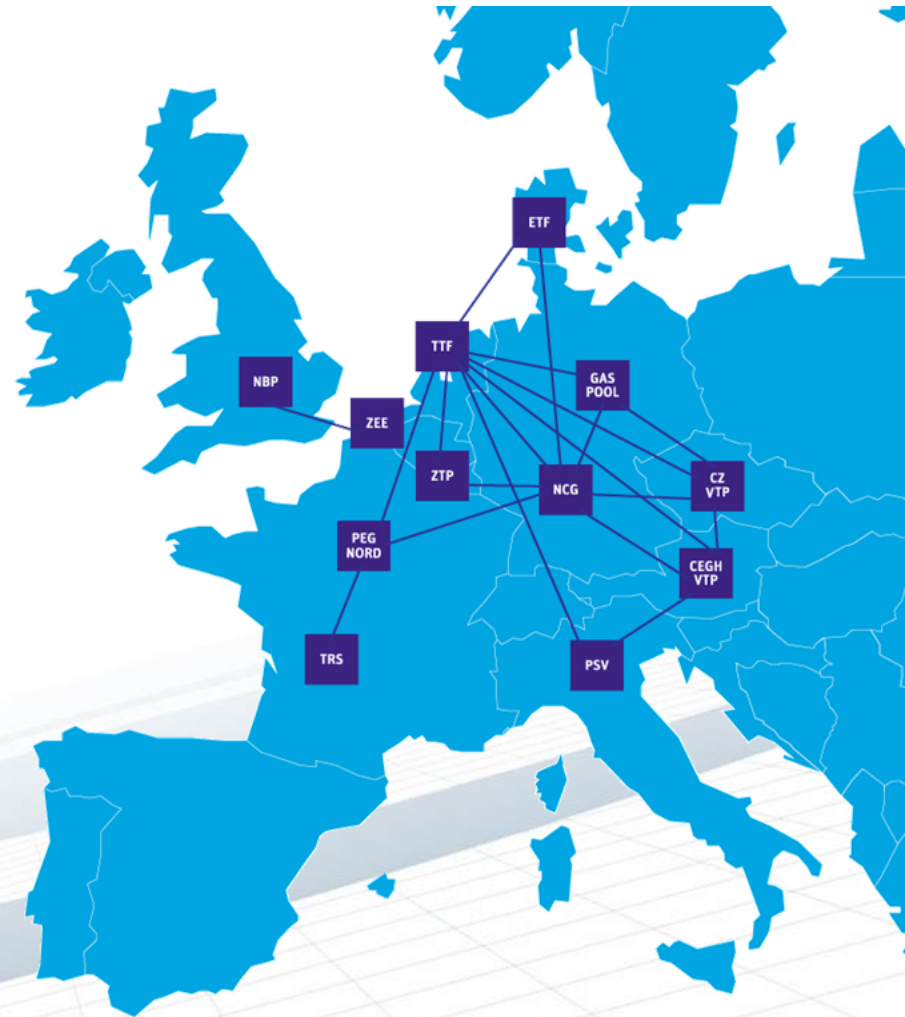 ETF
TTF
NBP
GAS
POOL
ZEE
ZTP
NCG
CZ
VTP
PEG
NORD
CEGH
VTP
TRS
PSV